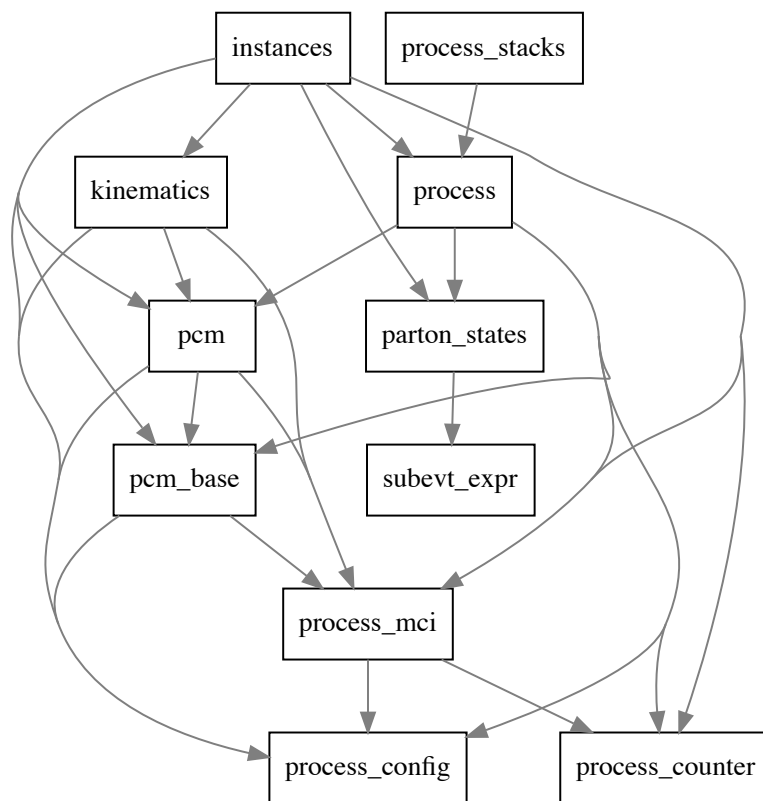 instances
process_stacks
kinematics
process
pcm
parton_states
pcm_base
subevt_expr
process_mci
process_config
process_counter